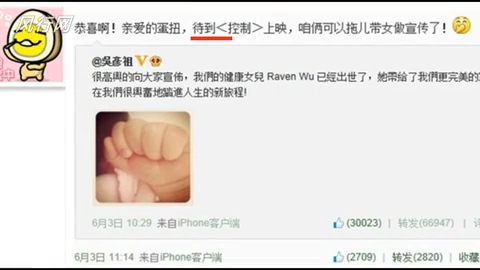 风行网
恭喜啊！亲爱的蛋扭，待到＜控制＞上映，咱俩可以拖儿带女做宣传了！
中
@吳彥祖
很高興的向大家宣佈，我們的健康女兒 Raven Wu 已經出世了，她帶給了我們更完美的
在我們很興奮地踏進人生的新旅程!
6月3日 10:29 来自iPhone客户端
(30023) | 转发(66947) |
6月3日 11:14 来自iPhone客户端
(2709) | 转发(2820) | 收藏